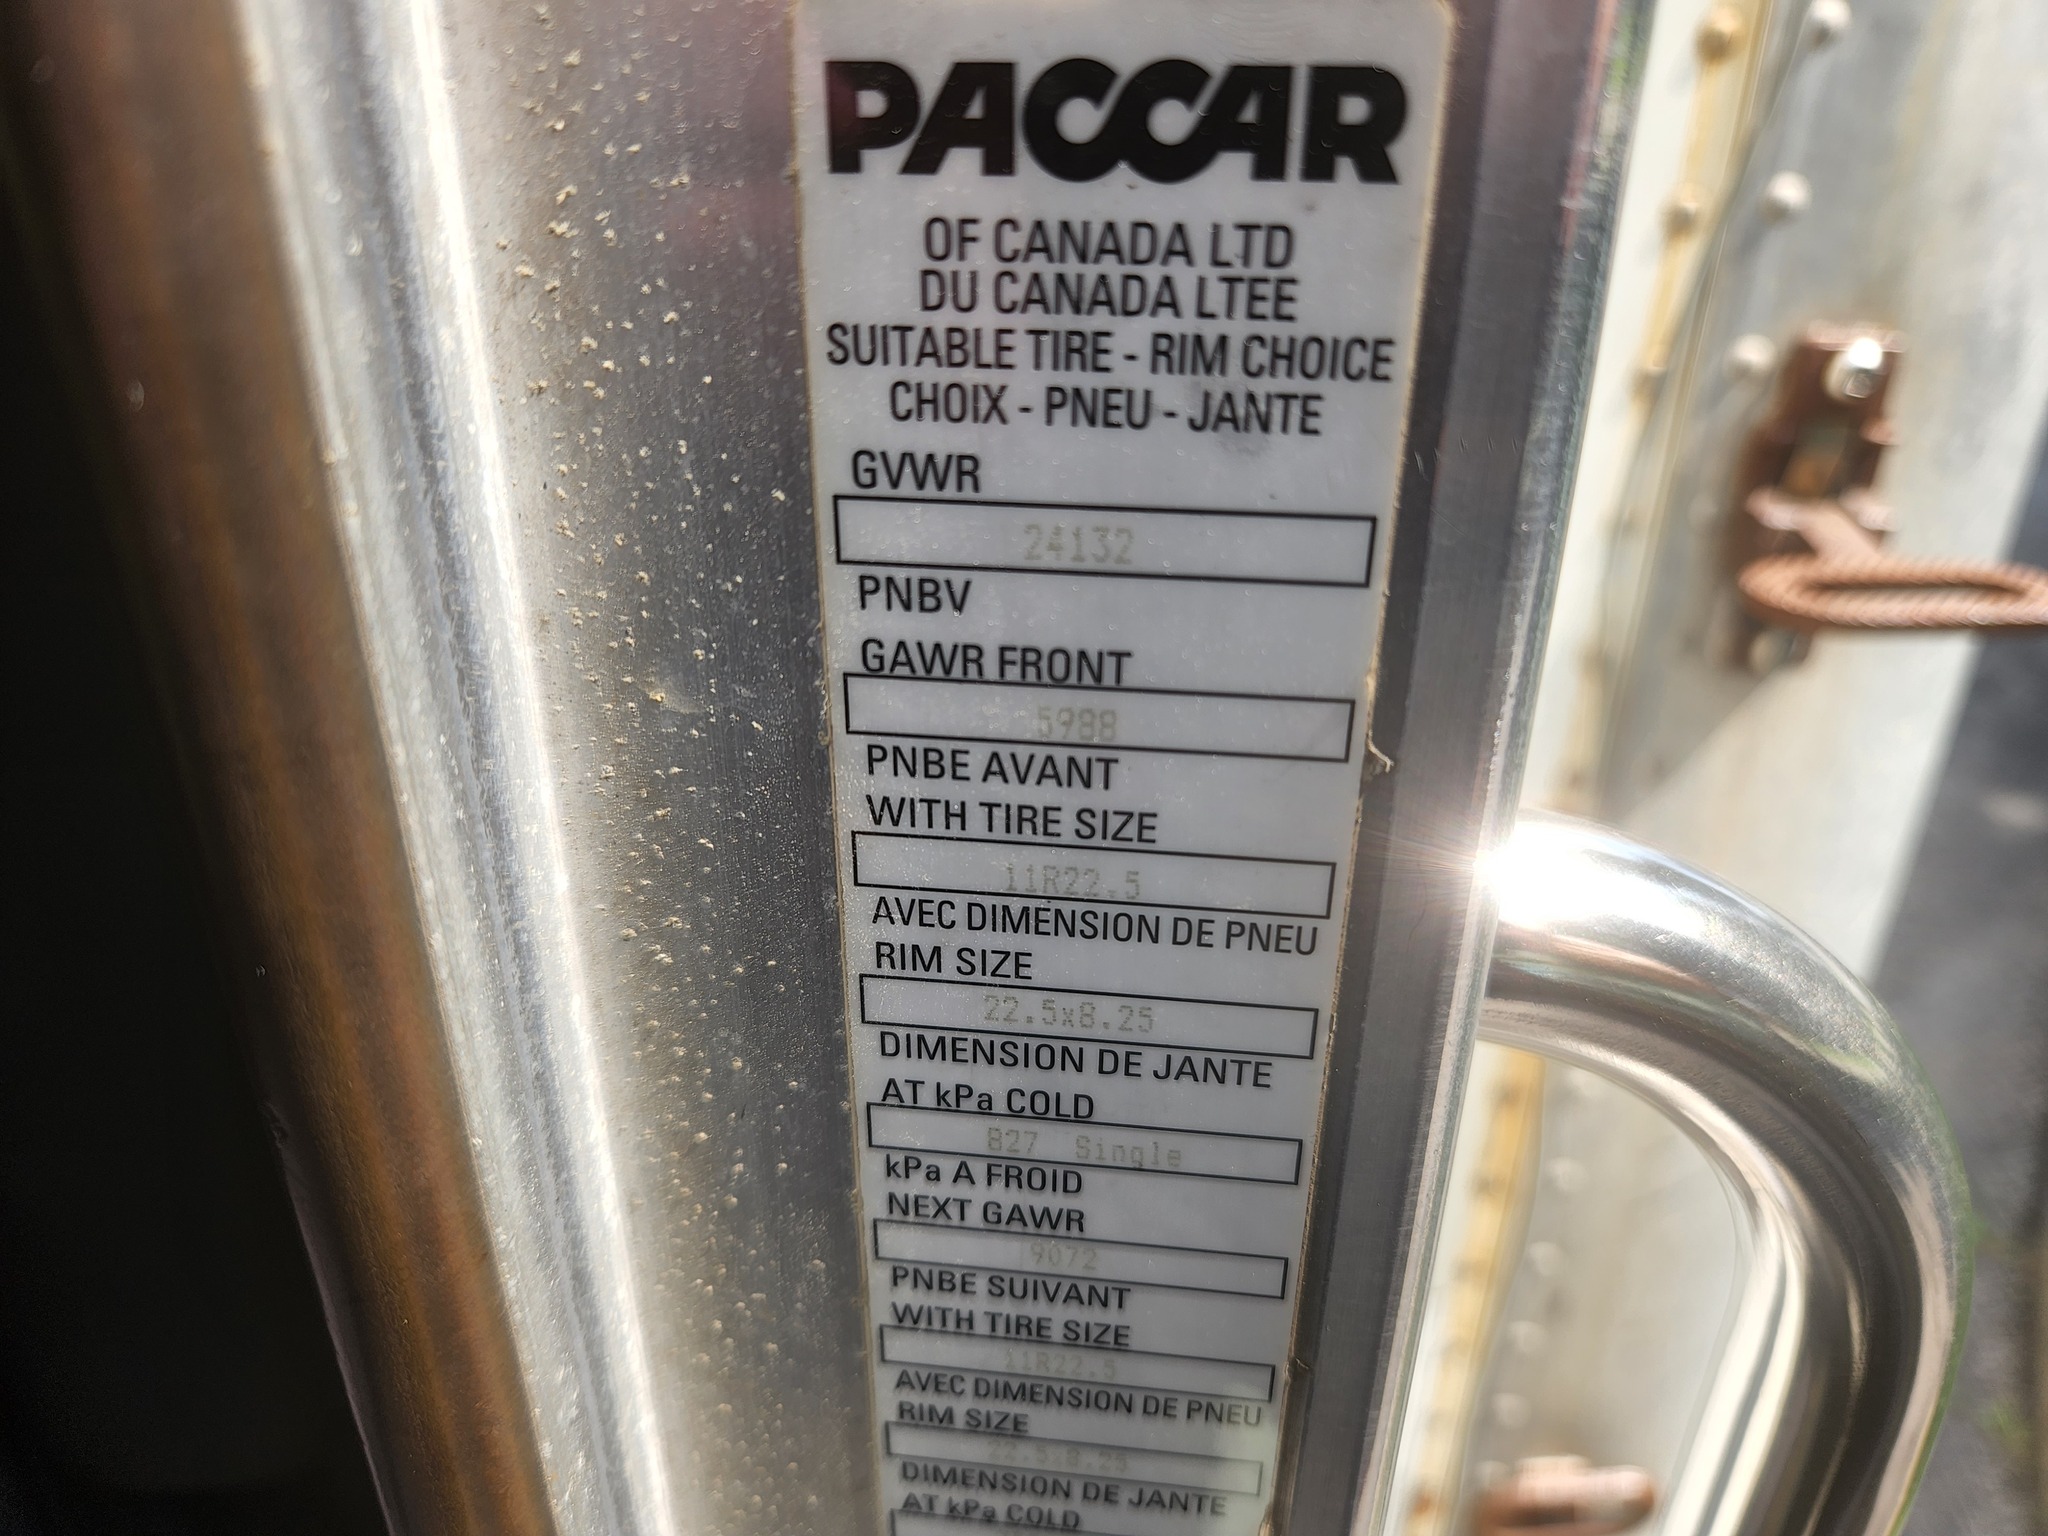 PACCAR
OF CANADA LTD
DU CANADA LTEE
SUITABLE TIRE - RIM CHOICE
CHOIX - PNEU - JANTE
GVWR
24132
PNBV
GAWR FRONT
5988
PNBE AVANT
WITH TIRE SIZE
11R22.5
AVEC DIMENSION DE PNEU
RIM SIZE
22.5x8.25
DIMENSION DE JANTE
AT kPa COLD
827 Single
kPa A FROID
NEXT GAWR
9072
PNBE SUIVANT
WITH TIRE SIZE
11R22.5
AVEC DIMENSION DE PNEU
RIM SIZE
22.5x8.25
DIMENSION DE JANTE
AT kPa COLD